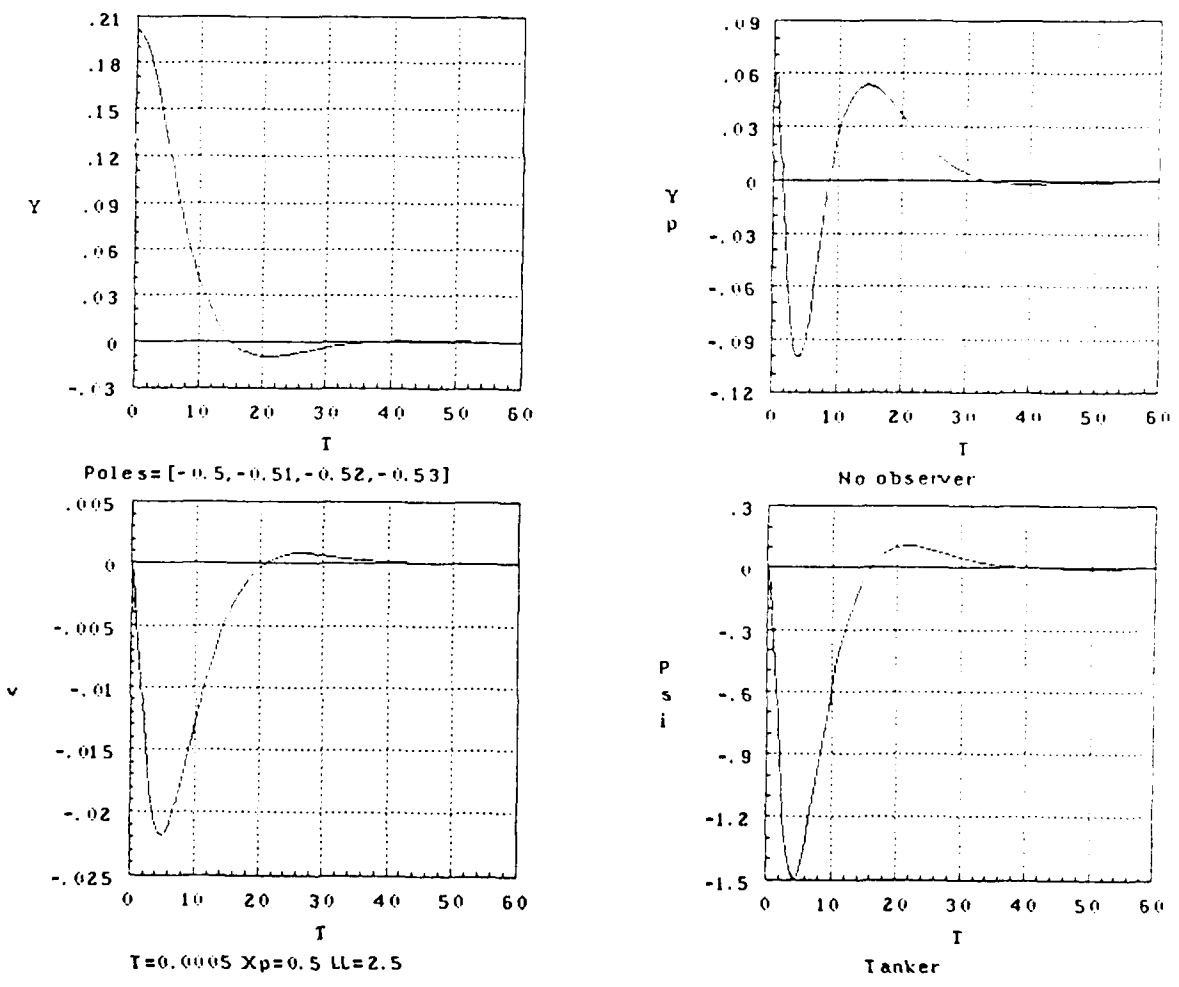 .21
.18
.15
.12
.09
.06
.03
0
-.03
Y
0 10 20 30 40 50 60
T
Poles=[-0.5,-0.51,-0.52,-0.53]
.09
.06
.03
0
-.03
-.06
-.09
-.12
Y
p
0 10 20 30 40 50 60
T
No observer
.005
0
-.005
-.01
-.015
-.02
-.025
v
0 10 20 30 40 50 60
T
T=0.0005 Xp=0.5 LL=2.5
.3
0
-.3
-.6
-.9
-1.2
-1.5
P
s
i
0 10 20 30 40 50 60
T
Tanker